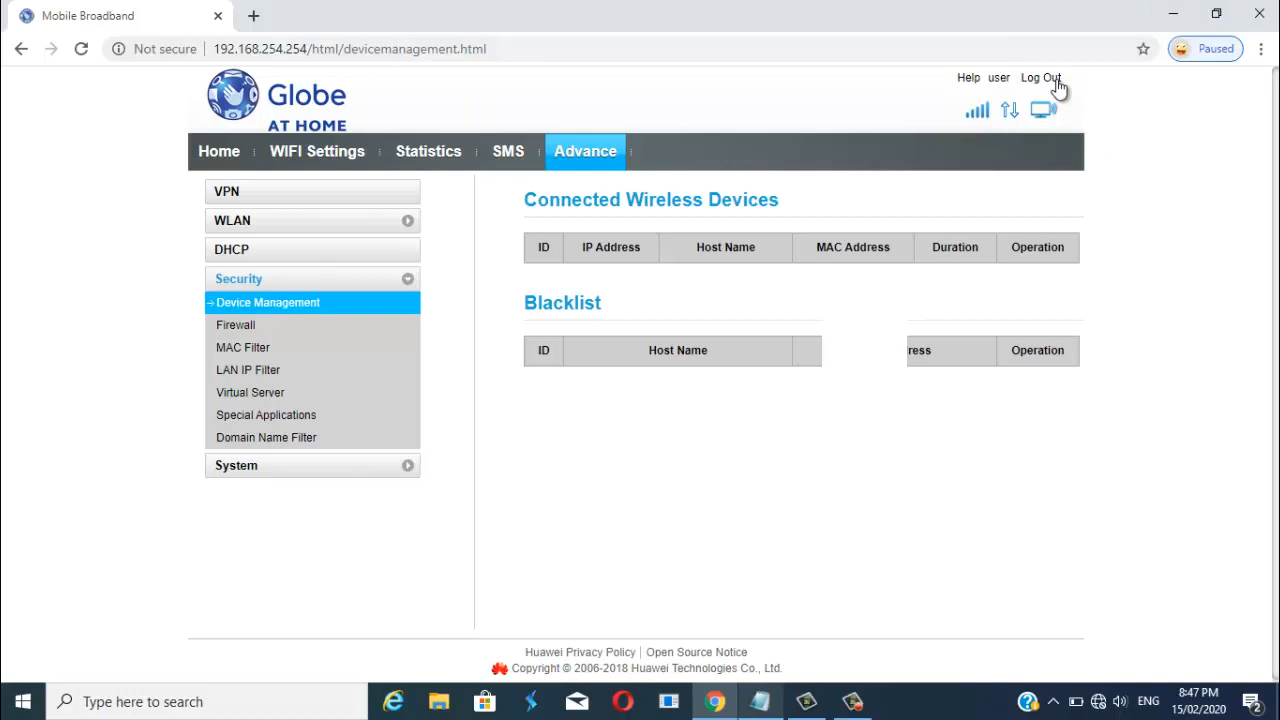 Mobile Broadband
Not secure 192.168.254.254/html/devicemanagement.html
Paused
Globe
AT HOME
Help user Log Out
Home WIFI Settings Statistics SMS Advance
VPN
WLAN
DHCP
Security
Device Management
Firewall
MAC Filter
LAN IP Filter
Virtual Server
Special Applications
Domain Name Filter
System
Connected Wireless Devices
ID IP Address Host Name MAC Address Duration Operation
Blacklist
ID Host Name ress Operation
Huawei Privacy Policy Open Source Notice
Copyright © 2006-2018 Huawei Technologies Co., Ltd.
Type here to search
ENG
8:47 PM
15/02/2020
2